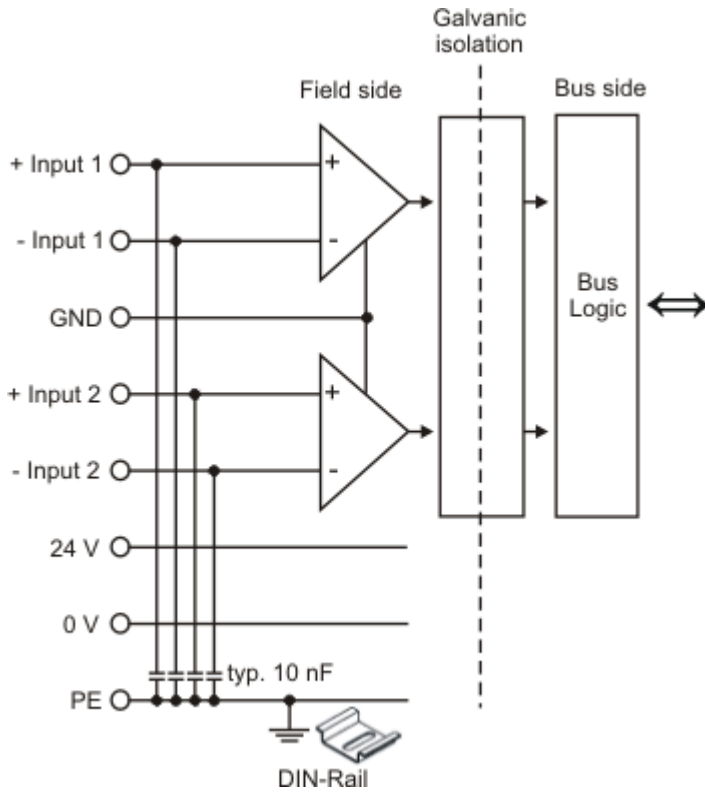 Galvanic
isolation
Field side
Bus side
+ Input 1
+
- Input 1
-
GND
Bus
Logic
+ Input 2
+
- Input 2
-
24 V
0 V
typ. 10 nF
PE
DIN-Rail